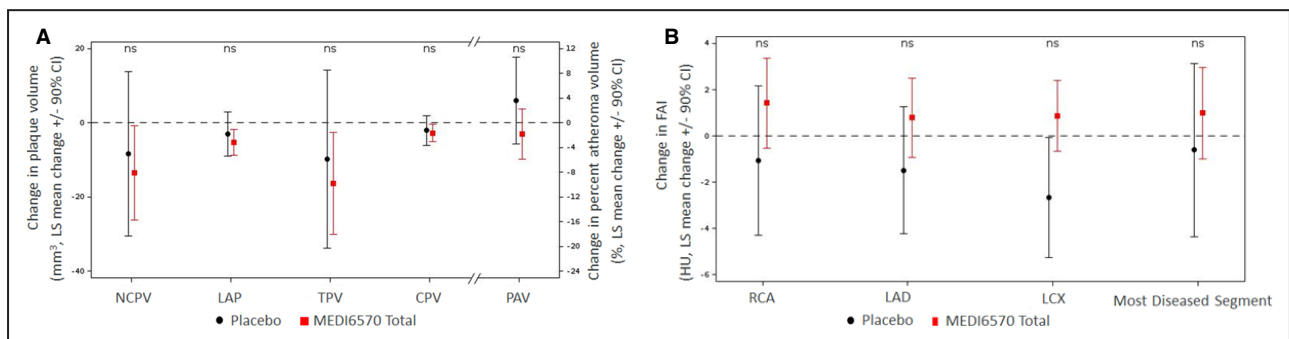 A
Change in plaque volume
(mm³, LS mean change +/- 90% CI)
20
0
-20
-40
ns
ns
ns
ns
ns
12
8
4
0
-4
-8
-12
-16
-20
-24
Change in percent atheroma volume
(%, LS mean change +/- 90% CI)
NCPV
LAP
TPV
CPV
PAV
Placebo
MEDI6570 Total
B
Change in FAI
(HU, LS mean change +/- 90% CI)
4
2
0
-2
-4
-6
ns
ns
ns
ns
RCA
LAD
LCX
Most Diseased Segment
Placebo
MEDI6570 Total